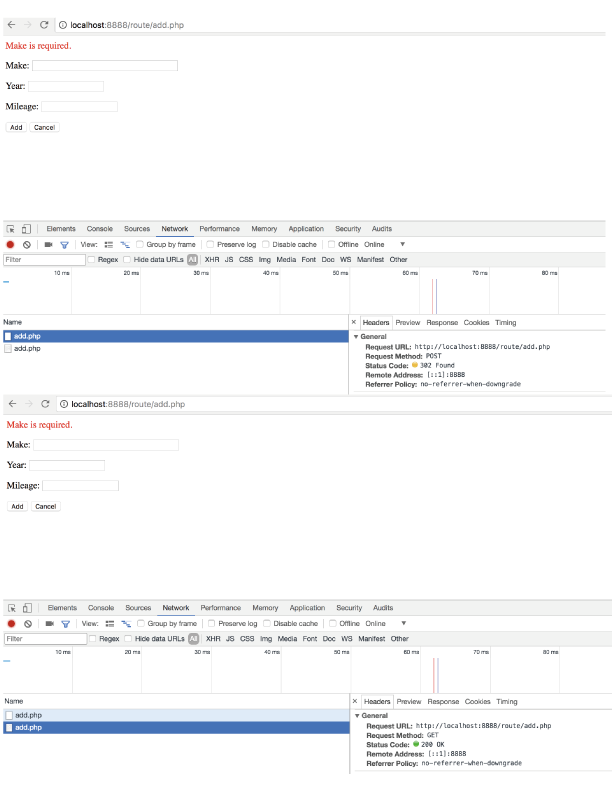 localhost:8888/route/add.php
Make is required.
Make:
Year:
Mileage:
Add Cancel
Elements Console Sources Network Performance Memory Application Security Audits
View: Group by frame Preserve log Disable cache Offline Online
Filter Regex Hide data URLs All XHR JS CSS Img Media Font Doc WS Manifest Other
10 ms 20 ms 30 ms 40 ms 50 ms 60 ms 70 ms 80 ms
Name × Headers Preview Response Cookies Timing
add.php
add.php
General
Request URL: http://localhost:8888/route/add.php
Request Method: POST
Status Code: 302 Found
Remote Address: [::1]:8888
Referrer Policy: no-referrer-when-downgrade
localhost:8888/route/add.php
Make is required.
Make:
Year:
Mileage:
Add Cancel
Elements Console Sources Network Performance Memory Application Security Audits
View: Group by frame Preserve log Disable cache Offline Online
Filter Regex Hide data URLs All XHR JS CSS Img Media Font Doc WS Manifest Other
10 ms 20 ms 30 ms 40 ms 50 ms 60 ms 70 ms 80 ms
Name × Headers Preview Response Cookies Timing
add.php
add.php
General
Request URL: http://localhost:8888/route/add.php
Request Method: GET
Status Code: 200 OK
Remote Address: [::1]:8888
Referrer Policy: no-referrer-when-downgrade